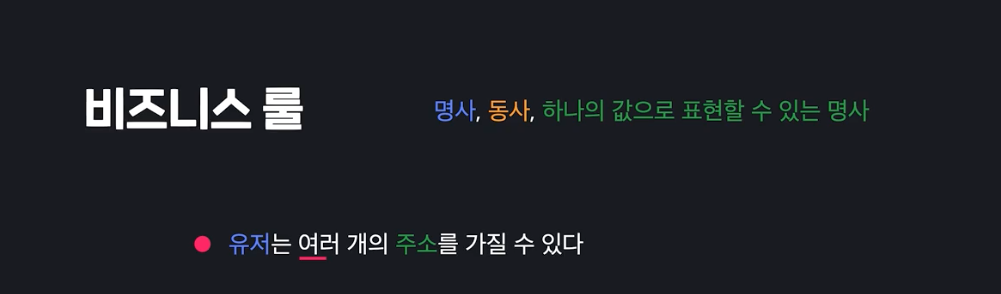 비즈니스 룰
명사, 동사, 하나의 값으로 표현할 수 있는 명사
유저는 여러 개의 주소를 가질 수 있다